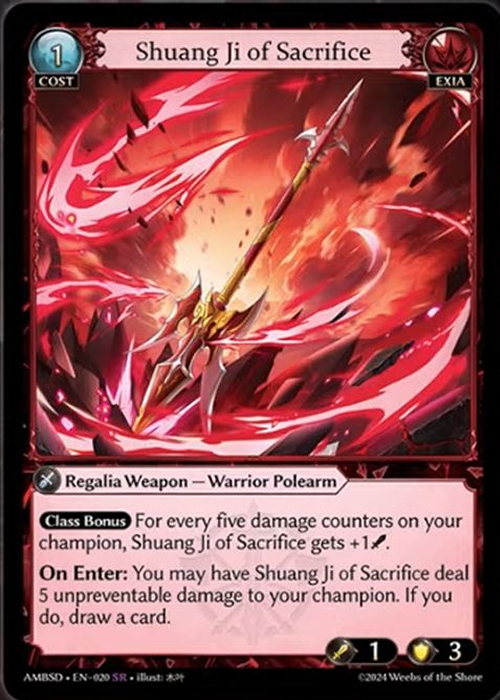 1
Shuang Ji of Sacrifice
COST
EXIA
Regalia Weapon — Warrior Polearm
Class Bonus For every five damage counters on your
champion, Shuang Ji of Sacrifice gets +1.
On Enter: You may have Shuang Ji of Sacrifice deal
5 unpreventable damage to your champion. If you
do, draw a card.
1 3
AMBSD • EN-020 SR • illust: 木叶
©2024 Weebs of the Shore